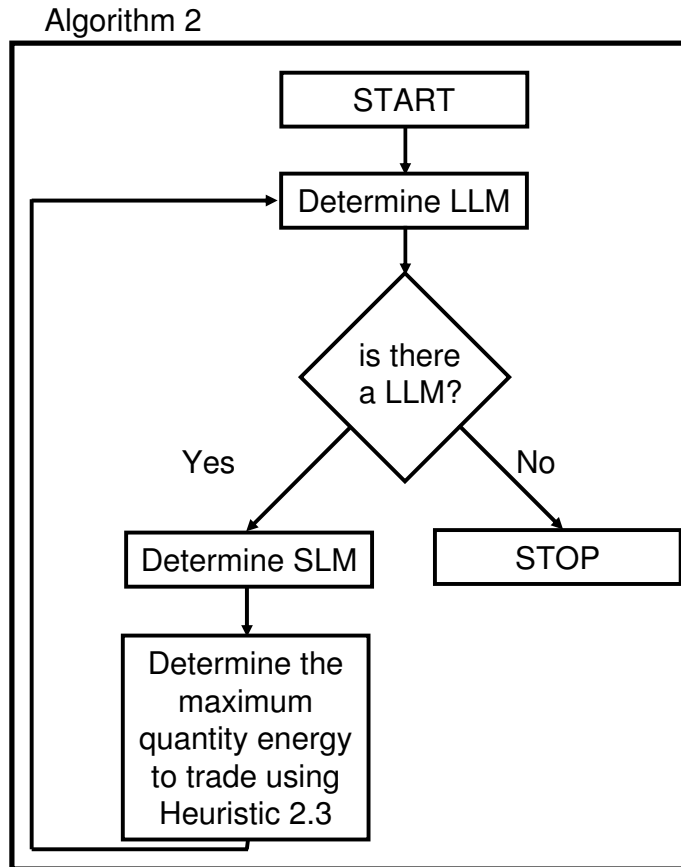 Algorithm 2
START
Determine LLM
is there
a LLM?
Yes
No
Determine SLM
STOP
Determine the
maximum
quantity energy
to trade using
Heuristic 2.3